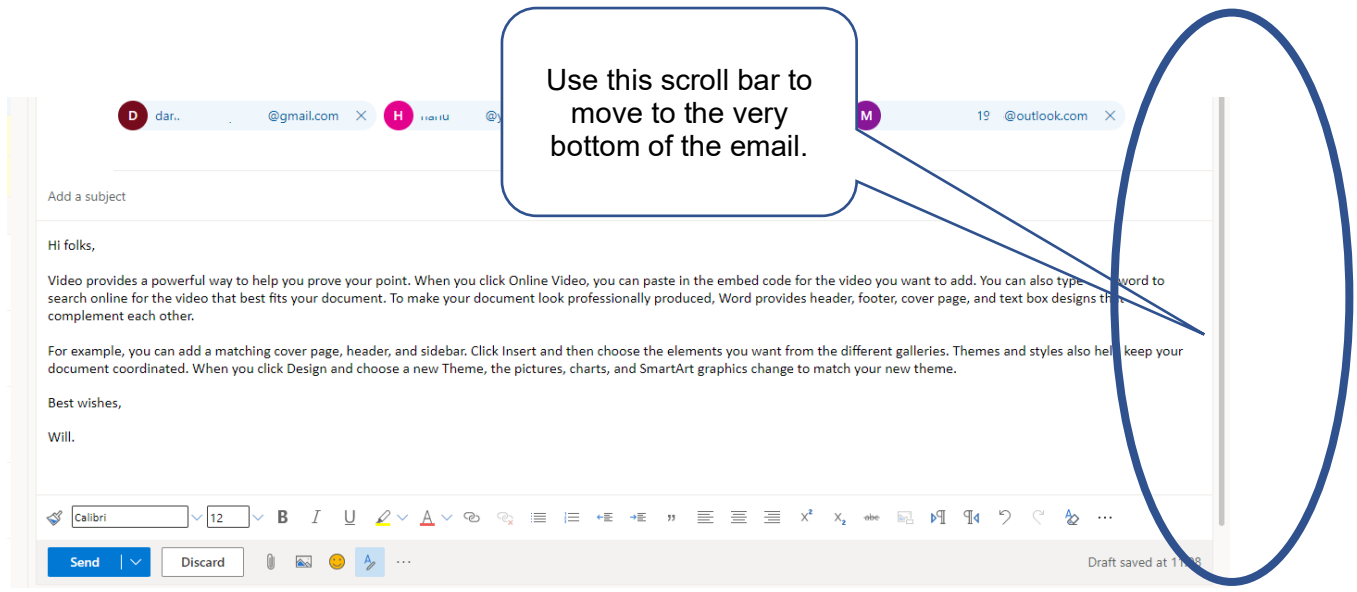 Use this scroll bar to
move to the very
bottom of the email.
D dar.. @gmail.com H M 19 @outlook.com
Add a subject
Hi folks,
Video provides a powerful way to help you prove your point. When you click Online Video, you can paste in the embed code for the video you want to add. You can also type word to
search online for the video that best fits your document. To make your document look professionally produced, Word provides header, footer, cover page, and text box designs that
complement each other.
For example, you can add a matching cover page, header, and sidebar. Click Insert and then choose the elements you want from the different galleries. Themes and styles also help keep your
document coordinated. When you click Design and choose a new Theme, the pictures, charts, and SmartArt graphics change to match your new theme.
Best wishes,
Will.
Calibri 12 B I U A x² x₂ abc
Send Discard Draft saved at